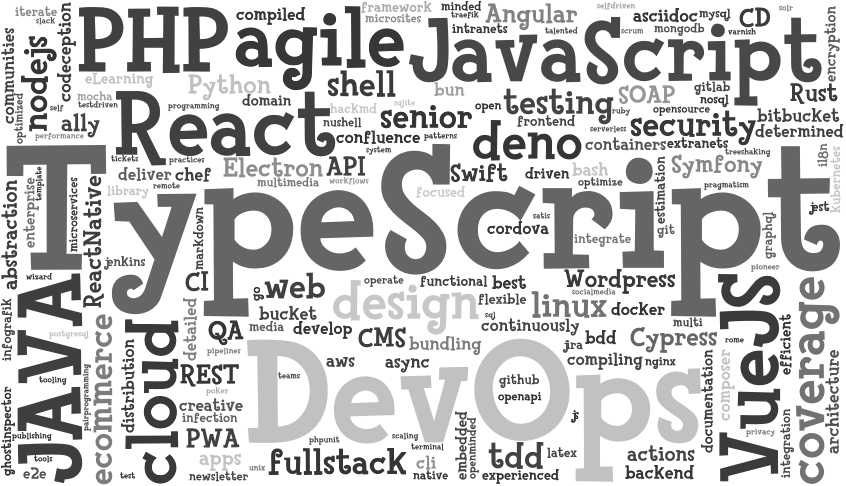 iterate
slack
codeception
compiled
framework
microsites
minded
traefik
Angular
selfdriven
asciidoc
mysql
CD
solr
communities
nodejs
PHP
agile
intranets
JavaScript
talented
scrum
mongodb
varnish
encryption
eLearning
Python
shell
bun
gitlab
nosql
Rust
optimized
mocha
self
testdriven
programming
domain
hackmd
sqlite
open
testing
SOAP
opensource
bitbucket
performance
a11y
React
nushell
senior
frontend
ruby
serverless
security
determined
confluence
patterns
deno
containers
extranets
treeshaking
i18n
tickets
practices
system
deliver
chef
Electron
API
Swift
driven
bash
Symfony
Kubernetes
library
remote
multimedia
workflows
focused
optimize
estimation
pragmatism
jest
abstraction
enterprise
template
microservices
ReactNative
TypeScript
markdown
satis
cordova
integrate
git
graphql
pioneer
jenkins
wizard
CI
go
web
operate
functional
best
Wordpress
socialmedia
infografik
JAVA
postgresql
detailed
bucket
design
flexible
sql
linux
docker
VueJS
coverage
ecommerce
distribution
cloud
QA
media
develop
CMS
bundling
continuously
jira
bdd
Cypress
multi
rome
efficient
pipelines
aws
async
compiling
nginx
tooling
pairprogramming
REST
poker
teams
DevOps
github
openapi
documentation
composer
architecture
ghostinspector
publishing
creative
infection
js
privacy
integration
tools
PWA
phpunit
scaling
terminal
embedded
openminded
e2e
test
apps
newsletter
unix
fullstack
cli
native
tdd
experienced
latex
actions
backend